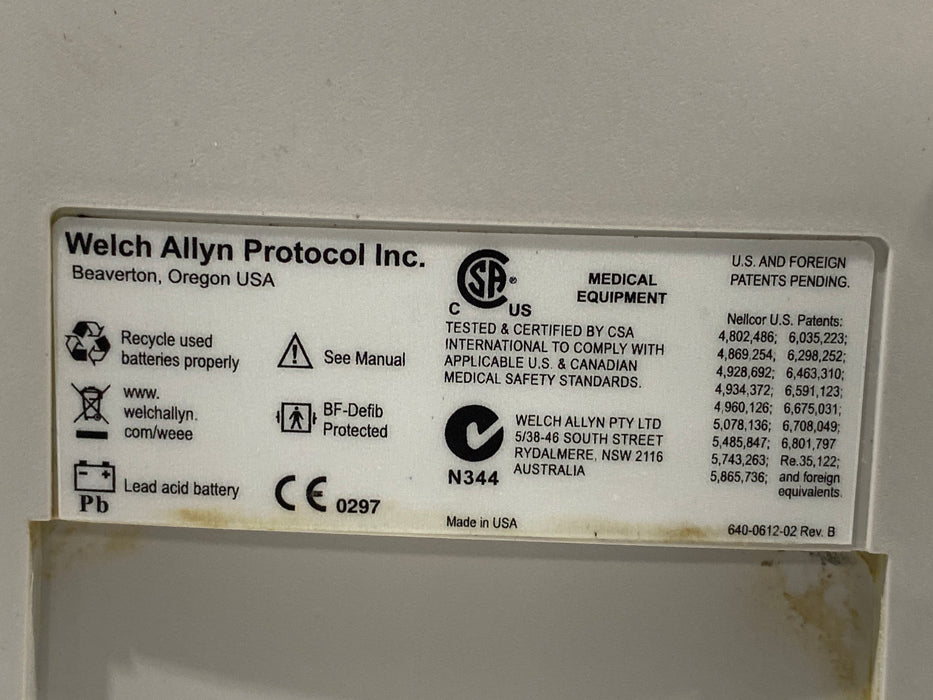 Welch Allyn Protocol Inc.
Beaverton, Oregon USA
Recycle used
batteries properly
www.
welchallyn.
com/weee
Pb
Lead acid battery
See Manual
BF-Defib
Protected
CE 0297
CSA®
C US
MEDICAL
EQUIPMENT
TESTED & CERTIFIED BY CSA
INTERNATIONAL TO COMPLY WITH
APPLICABLE U.S. & CANADIAN
MEDICAL SAFETY STANDARDS.
N344
WELCH ALLYN PTY LTD
5/38-46 SOUTH STREET
RYDALMERE, NSW 2116
AUSTRALIA
Made in USA
U.S. AND FOREIGN
PATENTS PENDING.
Nellcor U.S. Patents:
4,802,486; 6,035,223;
4,869,254, 6,298,252;
4,928,692; 6,463,310;
4,934,372; 6,591,123;
4,960,126; 6,675,031;
5,078,136; 6,708,049;
5,485,847; 6,801,797
5,743,263; Re.35,122;
5,865,736; and foreign
equivalents.
640-0612-02 Rev. B